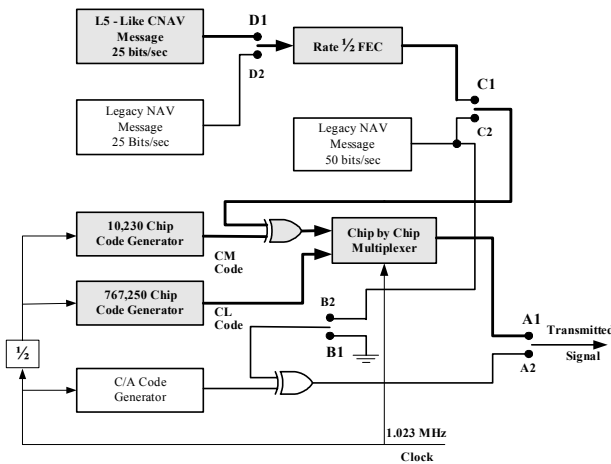 L5 - Like CNAV
Message
25 bits/sec
D1
D2
Rate ½ FEC
Legacy NAV
Message
25 Bits/sec
Legacy NAV
Message
50 bits/sec
C1
C2
10,230 Chip
Code Generator
CM
Code
Chip by Chip
Multiplexer
767,250 Chip
Code Generator
CL
Code
B2
B1
A1
Transmitted
Signal
A2
½
C/A Code
Generator
1.023 MHz
Clock